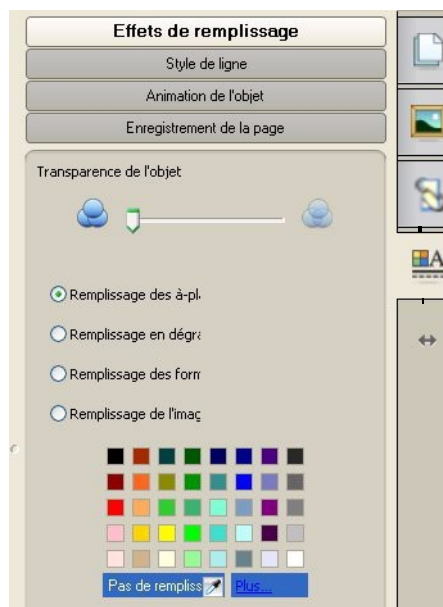 Effets de remplissage
Style de ligne
Animation de l'objet
Enregistrement de la page
Transparence de l'objet
Remplissage des à-pl
Remplissage en dégra
Remplissage des form
Remplissage de l'imag
Pas de rempliss
Plus...
A